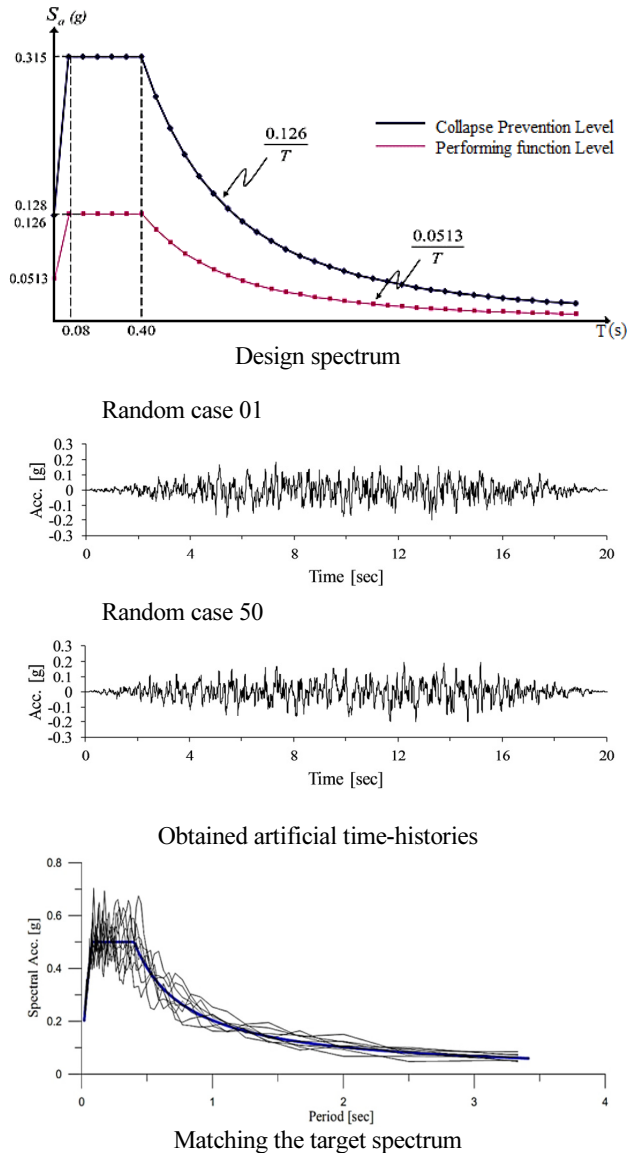 Sa (g)
0.315
0.126
T
Collapse Prevention Level
Performing function Level
0.128
0.126
0.0513
T
0.0513
0.08
0.40
T(s)
Design spectrum
Random case 01
0.3
0.2
0.1
0
-0.1
-0.2
-0.3
Acc. [g]
0 4 8 12 16 20
Time [sec]
Random case 50
0.3
0.2
0.1
0
-0.1
-0.2
-0.3
Acc. [g]
0 4 8 12 16 20
Time [sec]
Obtained artificial time-histories
0.8
0.6
0.4
0.2
0
Spectral Acc. [g]
0 1 2 3 4
Period [sec]
Matching the target spectrum